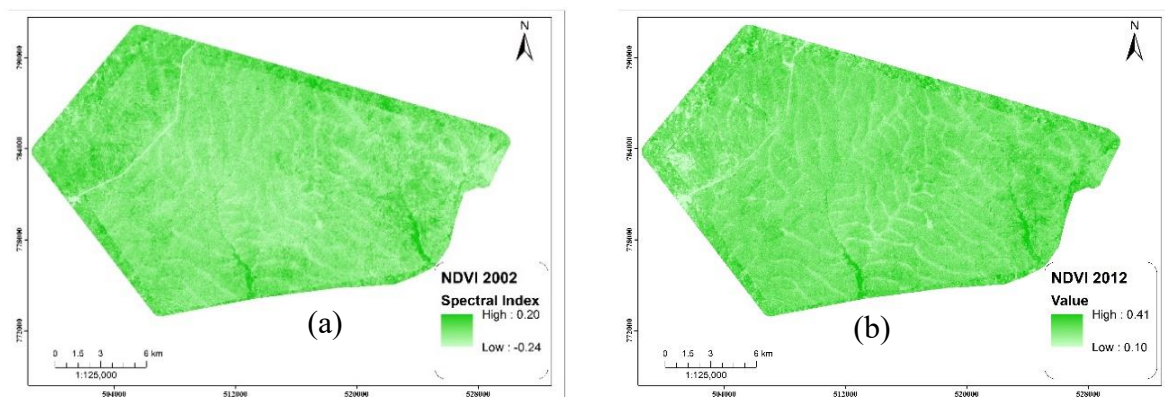 N
790000
784000
778000
772000
NDVI 2002
Spectral Index
High : 0.20
Low : -0.24
(a)
0 1.5 3 6 km
1:125,000
504000 512000 520000 528000
N
790000
784000
778000
772000
NDVI 2012
Value
High : 0.41
Low : 0.10
(b)
0 1.5 3 6 km
1:125,000
504000 512000 520000 528000